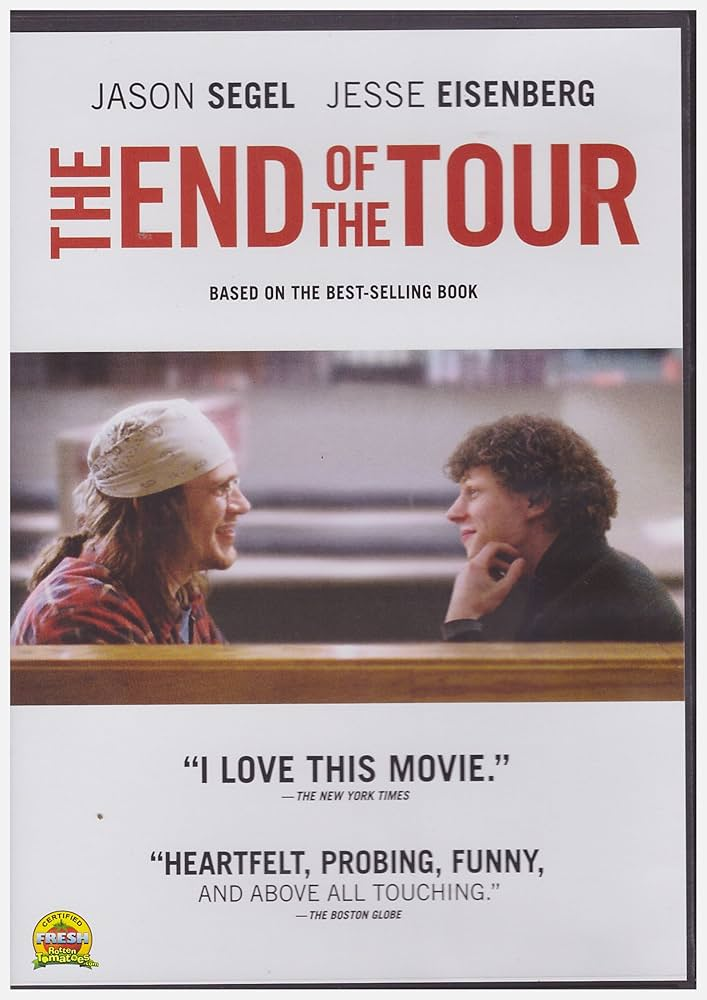 JASON SEGEL JESSE EISENBERG
THE END OF THE TOUR
BASED ON THE BEST-SELLING BOOK
“I LOVE THIS MOVIE.”
—THE NEW YORK TIMES
“HEARTFELT, PROBING, FUNNY,
AND ABOVE ALL TOUCHING.”
—THE BOSTON GLOBE
CERTIFIED
FRESH
Rotten
Tomatoes.com